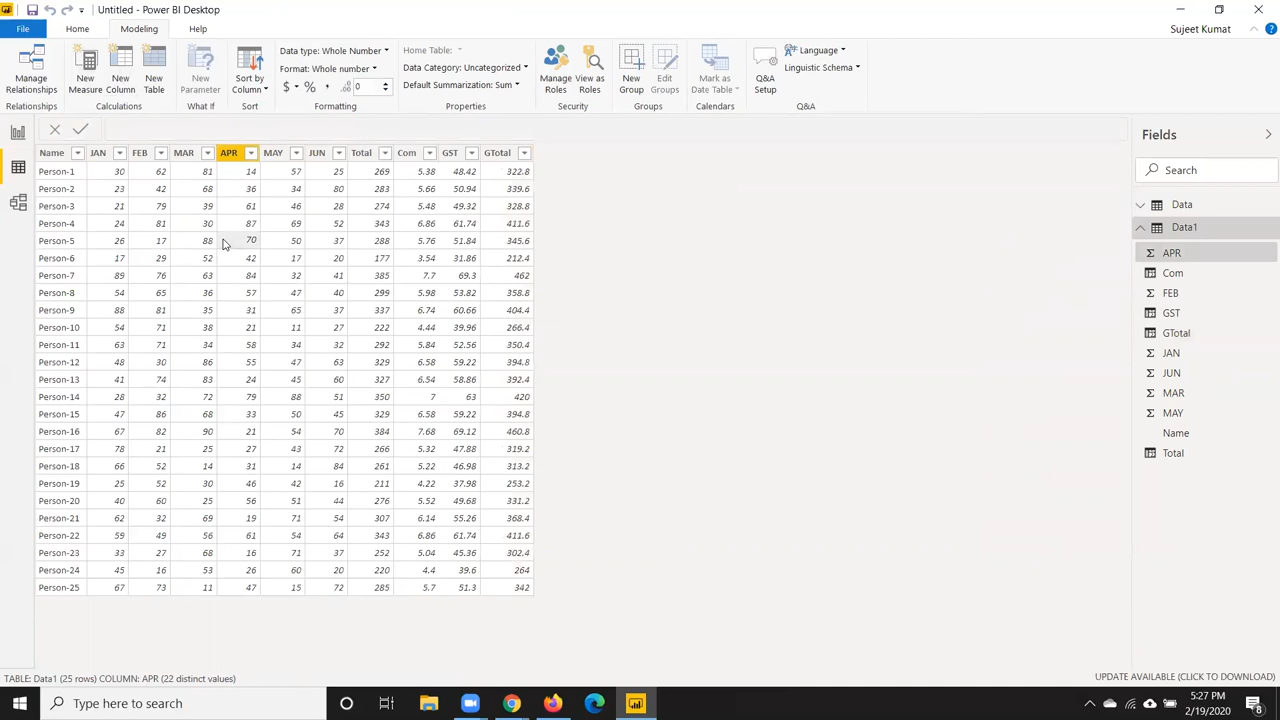 Untitled - Power BI Desktop
File Home Modeling Help Sujeet Kumat
Manage Relationships New Measure New Column New Table New Parameter Sort by Column Data type: Whole Number Format: Whole number $ % , 0 Home Table: Data Category: Uncategorized Default Summarization: Sum Manage Roles View as Roles New Group Edit Groups Mark as Date Table Q&A Setup Language Linguistic Schema
Relationships Calculations What If Sort Formatting Properties Security Groups Calendars Q&A
Name JAN FEB MAR APR MAY JUN Total Com GST GTotal
Person-1 30 62 81 14 57 25 269 5.38 48.42 322.8
Person-2 23 42 68 36 34 80 283 5.66 50.94 339.6
Person-3 21 79 39 61 46 28 274 5.48 49.32 328.8
Person-4 24 81 30 87 69 52 343 6.86 61.74 411.6
Person-5 26 17 88 70 50 37 288 5.76 51.84 345.6
Person-6 17 29 52 42 17 20 177 3.54 31.86 212.4
Person-7 89 76 63 84 32 41 385 7.7 69.3 462
Person-8 54 65 36 57 47 40 299 5.98 53.82 358.8
Person-9 88 81 35 31 65 37 337 6.74 60.66 404.4
Person-10 54 71 38 21 11 27 222 4.44 39.96 266.4
Person-11 63 71 34 58 34 32 292 5.84 52.56 350.4
Person-12 48 30 86 55 47 63 329 6.58 59.22 394.8
Person-13 41 74 83 24 45 60 327 6.54 58.86 392.4
Person-14 28 32 72 79 88 51 350 7 63 420
Person-15 47 86 68 33 50 45 329 6.58 59.22 394.8
Person-16 67 82 90 21 54 70 384 7.68 69.12 460.8
Person-17 78 21 25 27 43 72 266 5.32 47.88 319.2
Person-18 66 52 14 31 14 84 261 5.22 46.98 313.2
Person-19 25 52 30 46 42 16 211 4.22 37.98 253.2
Person-20 40 60 25 56 51 44 276 5.52 49.68 331.2
Person-21 62 32 69 19 71 54 307 6.14 55.26 368.4
Person-22 59 49 56 61 54 64 343 6.86 61.74 411.6
Person-23 33 27 68 16 71 37 252 5.04 45.36 302.4
Person-24 45 16 53 26 60 20 220 4.4 39.6 264
Person-25 67 73 11 47 15 72 285 5.7 51.3 342
Fields
Search
Data
Data1
APR
Com
FEB
GST
GTotal
JAN
JUN
MAR
MAY
Name
Total
TABLE: Data1 (25 rows) COLUMN: APR (22 distinct values) UPDATE AVAILABLE (CLICK TO DOWNLOAD)
Type here to search
5:27 PM
2/19/2020
8